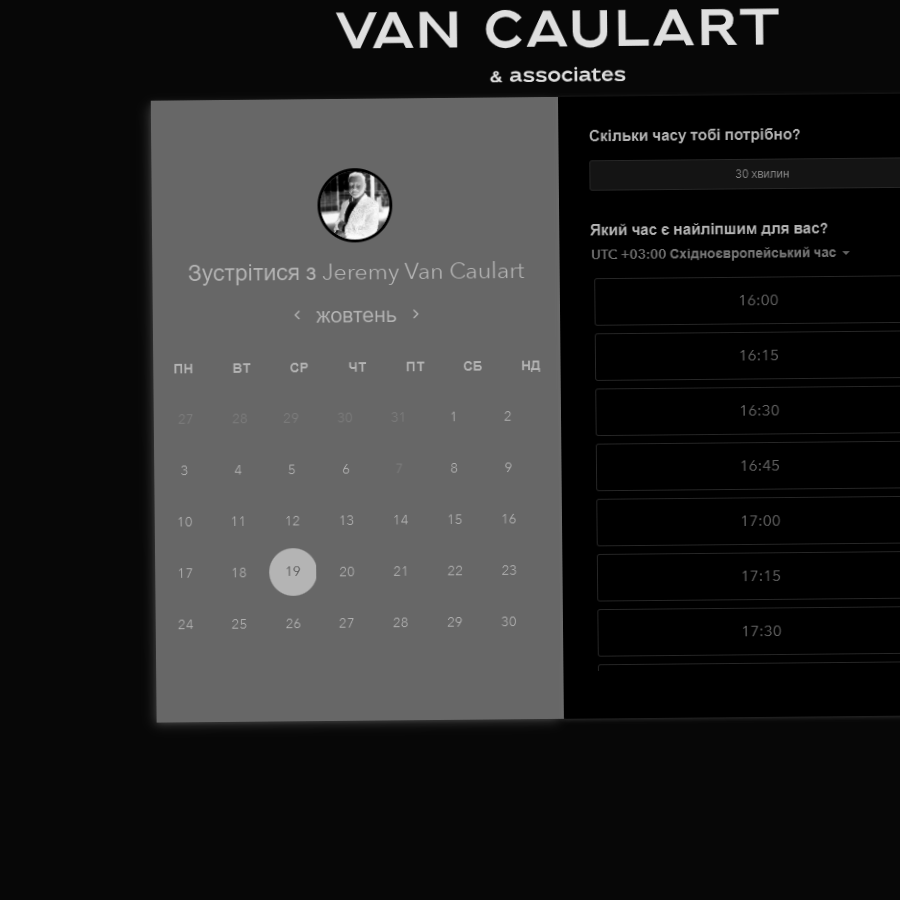 VAN CAULART
& associates
Зустрітися з Jeremy Van Caulart
жовтень
ПН ВТ СР ЧТ ПТ СБ НД
27 28 29 30 31 1 2
3 4 5 6 7 8 9
10 11 12 13 14 15 16
17 18 19 20 21 22 23
24 25 26 27 28 29 30
Скільки часу тобі потрібно?
30 хвилин
Який час є найліпшим для вас?
UTC +03:00 Східноєвропейський час
16:00
16:15
16:30
16:45
17:00
17:15
17:30